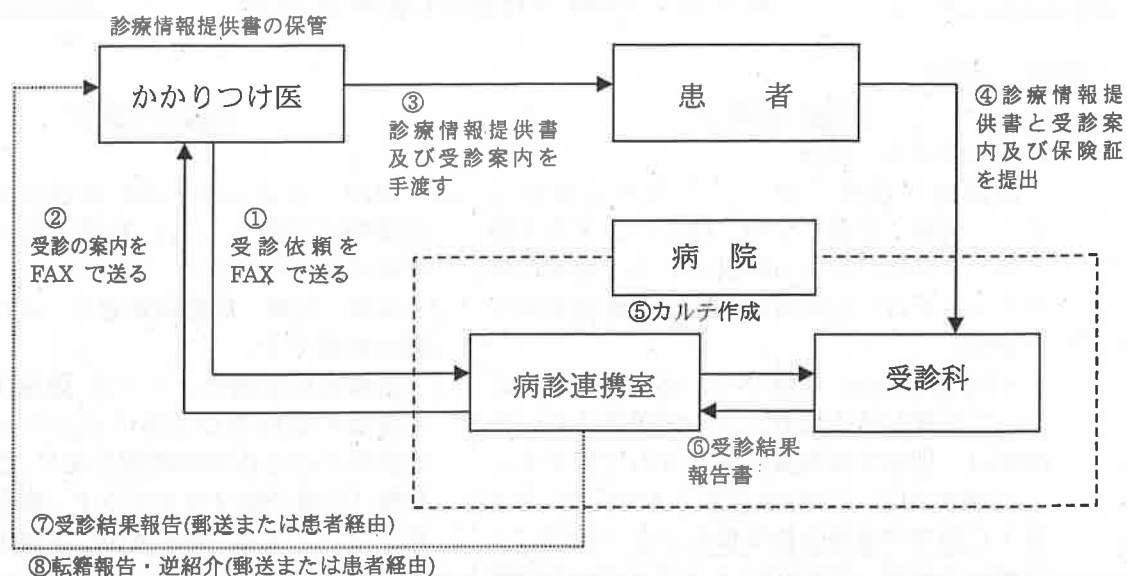 診療情報提供書の保管
かかりつけ医
患　者
③
診療情報提供書
及び受診案内を
手渡す
④診療情報提
供書と受診案
内及び保険証
を提出
②
受診の案内を
FAX で送る
①
受診依頼を
FAX で送る
病 院
⑤カルテ作成
病診連携室
受診科
⑥受診結果
報告書
⑦受診結果報告(郵送または患者経由)
⑧転籍報告・逆紹介(郵送または患者経由)